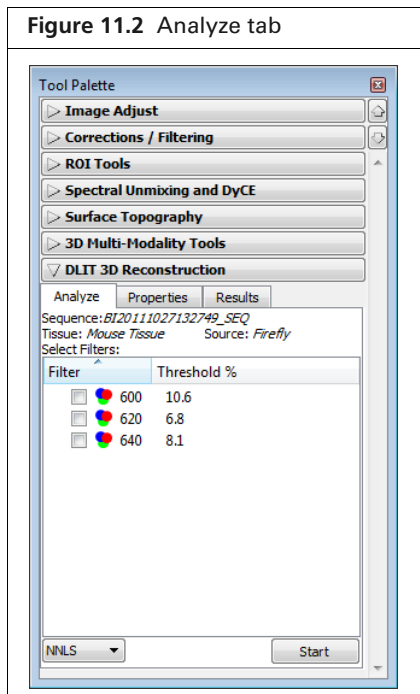 Figure 11.2 Analyze tab
Tool Palette
Image Adjust
Corrections / Filtering
ROI Tools
Spectral Unmixing and DyCE
Surface Topography
3D Multi-Modality Tools
DLIT 3D Reconstruction
Analyze Properties Results
Sequence:BI20111027132749_SEQ
Tissue: Mouse Tissue Source: Firefly
Select Filters:
Filter Threshold %
600 10.6
620 6.8
640 8.1
NNLS Start